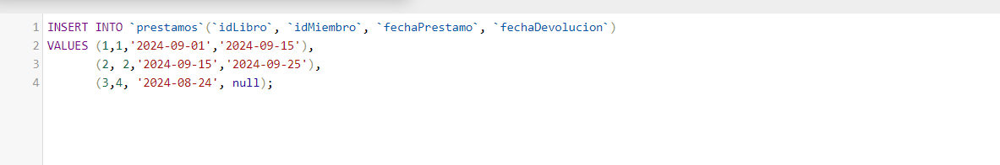 1 INSERT INTO `prestamos`(`idLibro`, `idMiembro`, `fechaPrestamo`, `fechaDevolucion`)
2 VALUES (1,1,'2024-09-01','2024-09-15'),
3 (2, 2,'2024-09-15','2024-09-25'),
4 (3,4, '2024-08-24', null);